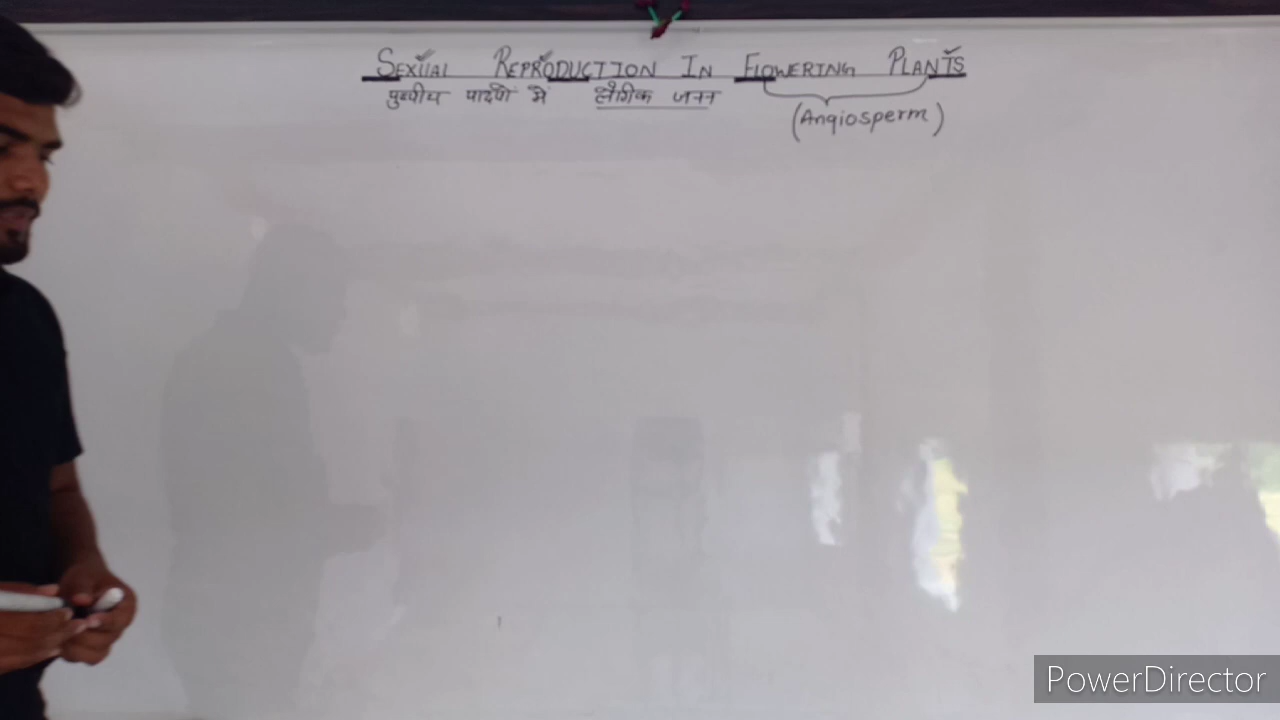 SEXUAL REPRODUCTION IN FLOWERING PLANTS
पुष्पीय पादपों में लैंगिक जनन
(Angiosperm)
PowerDirector